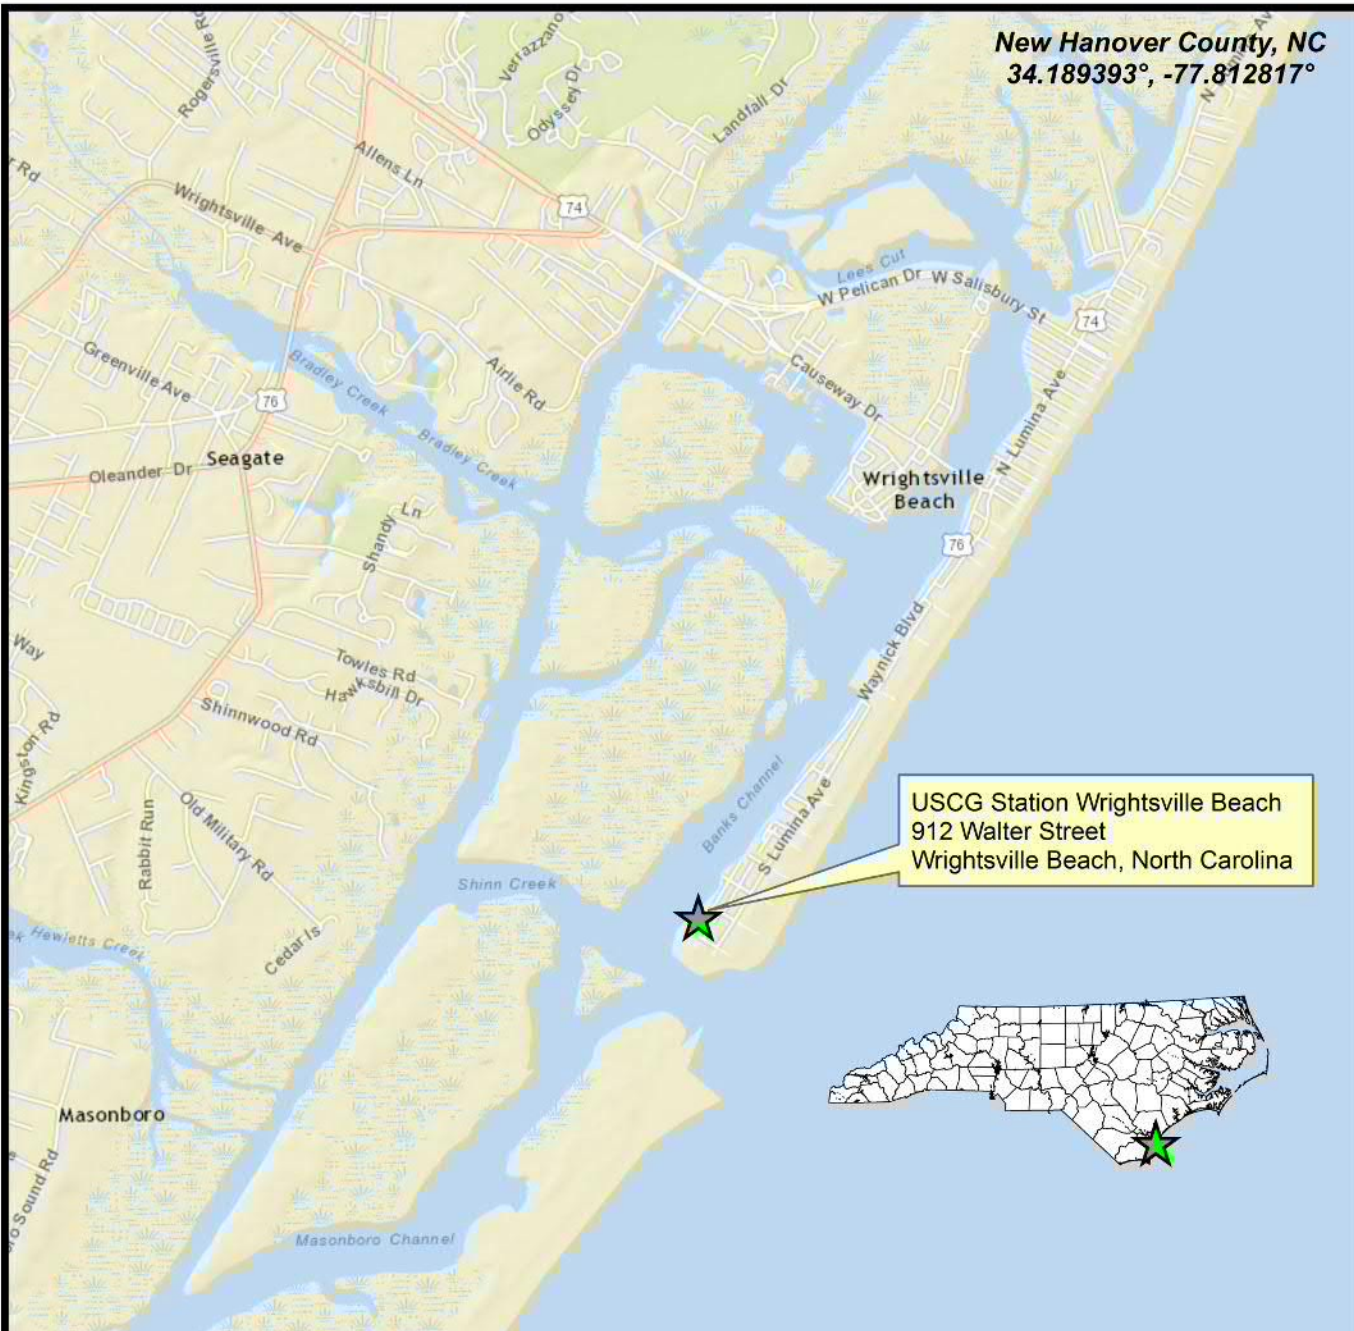 New Hanover County, NC
34.189393°, -77.812817°
Rogersville Rd
Verrazzano
Odyssey Dr
Landfall Dr
N Lumina Ave
Allens Ln
r Rd
Wrightsville Ave
74
Lees Cut
W Pelican Dr
W Salisbury St
74
Greenville Ave
Bradley Creek
Airlie Rd
Causeway Dr
76
Bradley Creek
N Lumina Ave
Seagate
Oleander Dr
Wrightsville
Beach
Shandy Ln
76
Way
Towles Rd
Hawksbill Dr
Waynick Blvd
Shinnwood Rd
Kingston Rd
Old Military Rd
Rabbit Run
Banks Channel
S Lumina Ave
USCG Station Wrightsville Beach
912 Walter Street
Wrightsville Beach, North Carolina
Shinn Creek
ek Hewletts Creek
Cedar Is
Masonboro
ro Sound Rd
Masonboro Channel